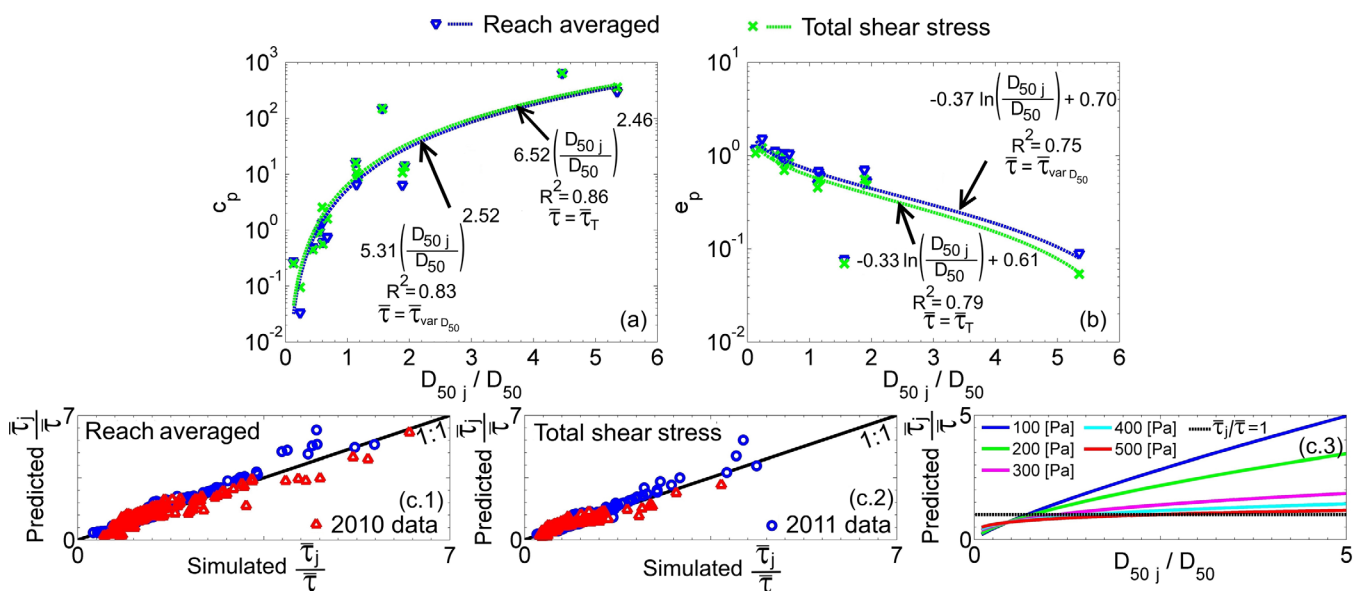 Reach averaged
Total shear stress
10^3
10^2
10^1
10^0
10^-1
10^-2
c_p
0 1 2 3 4 5 6
D_50 j / D_50
6.52 (D_50 j / D_50)^2.46
R^2 = 0.86
τ̄ = τ̄_T
5.31 (D_50 j / D_50)^2.52
R^2 = 0.83
τ̄ = τ̄_var D_50
(a)
10^1
10^0
10^-1
10^-2
e_p
0 1 2 3 4 5 6
D_50 j / D_50
-0.37 ln(D_50 j / D_50) + 0.70
R^2 = 0.75
τ̄ = τ̄_var D_50
-0.33 ln(D_50 j / D_50) + 0.61
R^2 = 0.79
τ̄ = τ̄_T
(b)
7
Predicted τ̄_j / τ̄
Reach averaged
1:1
(c.1)
2010 data
0
7
Simulated τ̄_j / τ̄
7
Predicted τ̄_j / τ̄
Total shear stress
1:1
(c.2)
2011 data
0
7
Simulated τ̄_j / τ̄
5
Predicted τ̄_j / τ̄
100 [Pa]
200 [Pa]
300 [Pa]
400 [Pa]
500 [Pa]
τ̄_j/τ̄ = 1
(c.3)
0
5
D_50 j / D_50